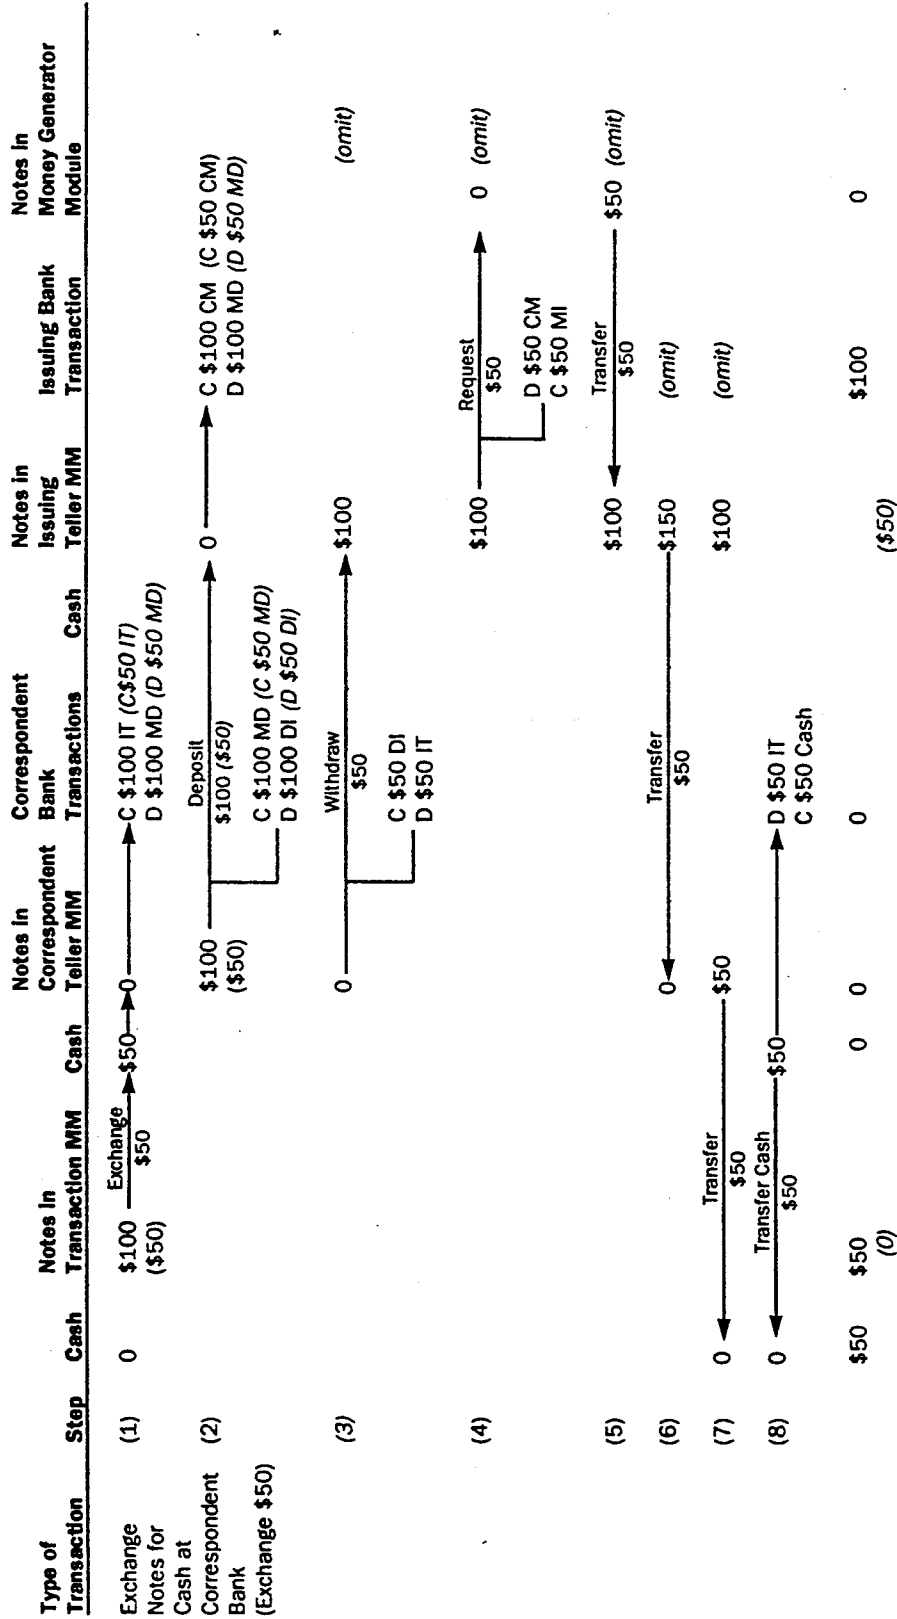 Type of Transaction Step Cash Notes in Transaction MM Cash Notes in Correspondent Teller MM Correspondent Bank Transactions Cash Notes in Issuing Teller MM Issuing Bank Transaction Notes in Money Generator Module
Exchange Notes for Cash at Correspondent Bank (Exchange $50)
(1) 0 $100 Exchange $50 0 C $100 IT (C$50 IT)
($50) $50 D $100 MD (D $50 MD)
Deposit
(2) $100 $100 ($50) 0 C $100 CM (C $50 CM)
($50) D $100 MD (D $50 MD)
C $100 MD (C $50 MD)
D $100 DI (D $50 DI)
Withdraw
(3) 0 $50 $100 (omit)
C $50 DI
D $50 IT
Request
(4) $100 $50 0 (omit)
D $50 CM
C $50 MI
Transfer
(5) $100 $50 $50 (omit)
Transfer
(6) 0 $50 $150 (omit)
Transfer
(7) 0 $50 $50 $100 (omit)
Transfer Cash
(8) 0 $50 $50 D $50 IT
C $50 Cash
$50 $50 0 0 0 $100 0
(0) ($50)